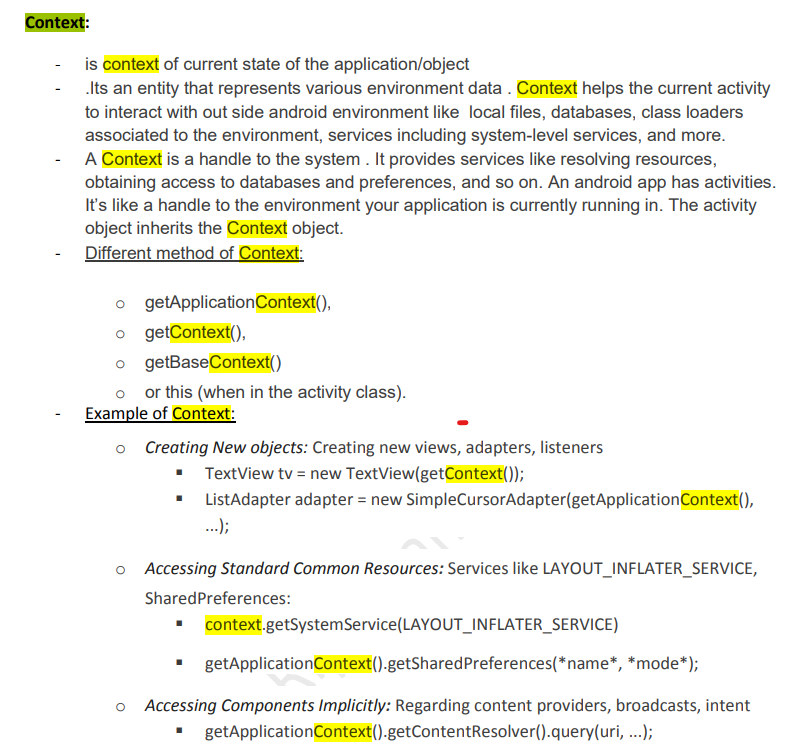 Context:
- is context of current state of the application/object
- .Its an entity that represents various environment data . Context helps the current activity
to interact with out side android environment like local files, databases, class loaders
associated to the environment, services including system-level services, and more.
- A Context is a handle to the system . It provides services like resolving resources,
obtaining access to databases and preferences, and so on. An android app has activities.
It's like a handle to the environment your application is currently running in. The activity
object inherits the Context object.
- Different method of Context:
o getApplicationContext(),
o getContext(),
o getBaseContext()
o or this (when in the activity class).
- Example of Context:
o Creating New objects: Creating new views, adapters, listeners
▪ TextView tv = new TextView(getContext());
▪ ListAdapter adapter = new SimpleCursorAdapter(getApplicationContext(),
...);
o Accessing Standard Common Resources: Services like LAYOUT_INFLATER_SERVICE,
SharedPreferences:
▪ context.getSystemService(LAYOUT_INFLATER_SERVICE)
▪ getApplicationContext().getSharedPreferences(*name*, *mode*);
o Accessing Components Implicitly: Regarding content providers, broadcasts, intent
▪ getApplicationContext().getContentResolver().query(uri, ...);